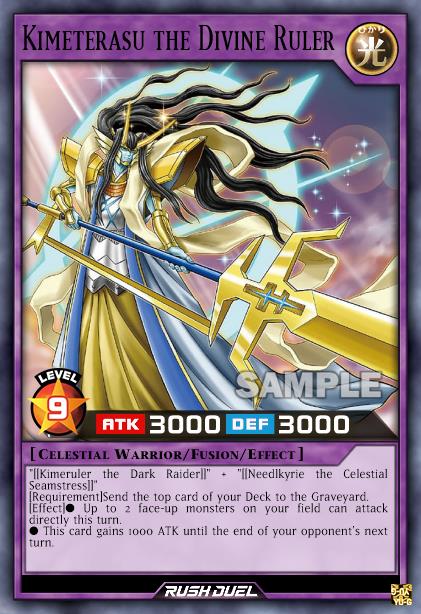 Kimeterasu the Divine Ruler
ひかり
光
SAMPLE
LEVEL
9
ATK 3000 DEF 3000
[Celestial Warrior/Fusion/Effect]
"[[Kimeruler the Dark Raider]]" + "[[Needlkyrie the Celestial
Seamstress]]"
[Requirement]Send the top card of your Deck to the Graveyard.
[Effect]● Up to 2 face-up monsters on your field can attack
directly this turn.
● This card gains 1000 ATK until the end of your opponent's next
turn.
RUSH DUEL